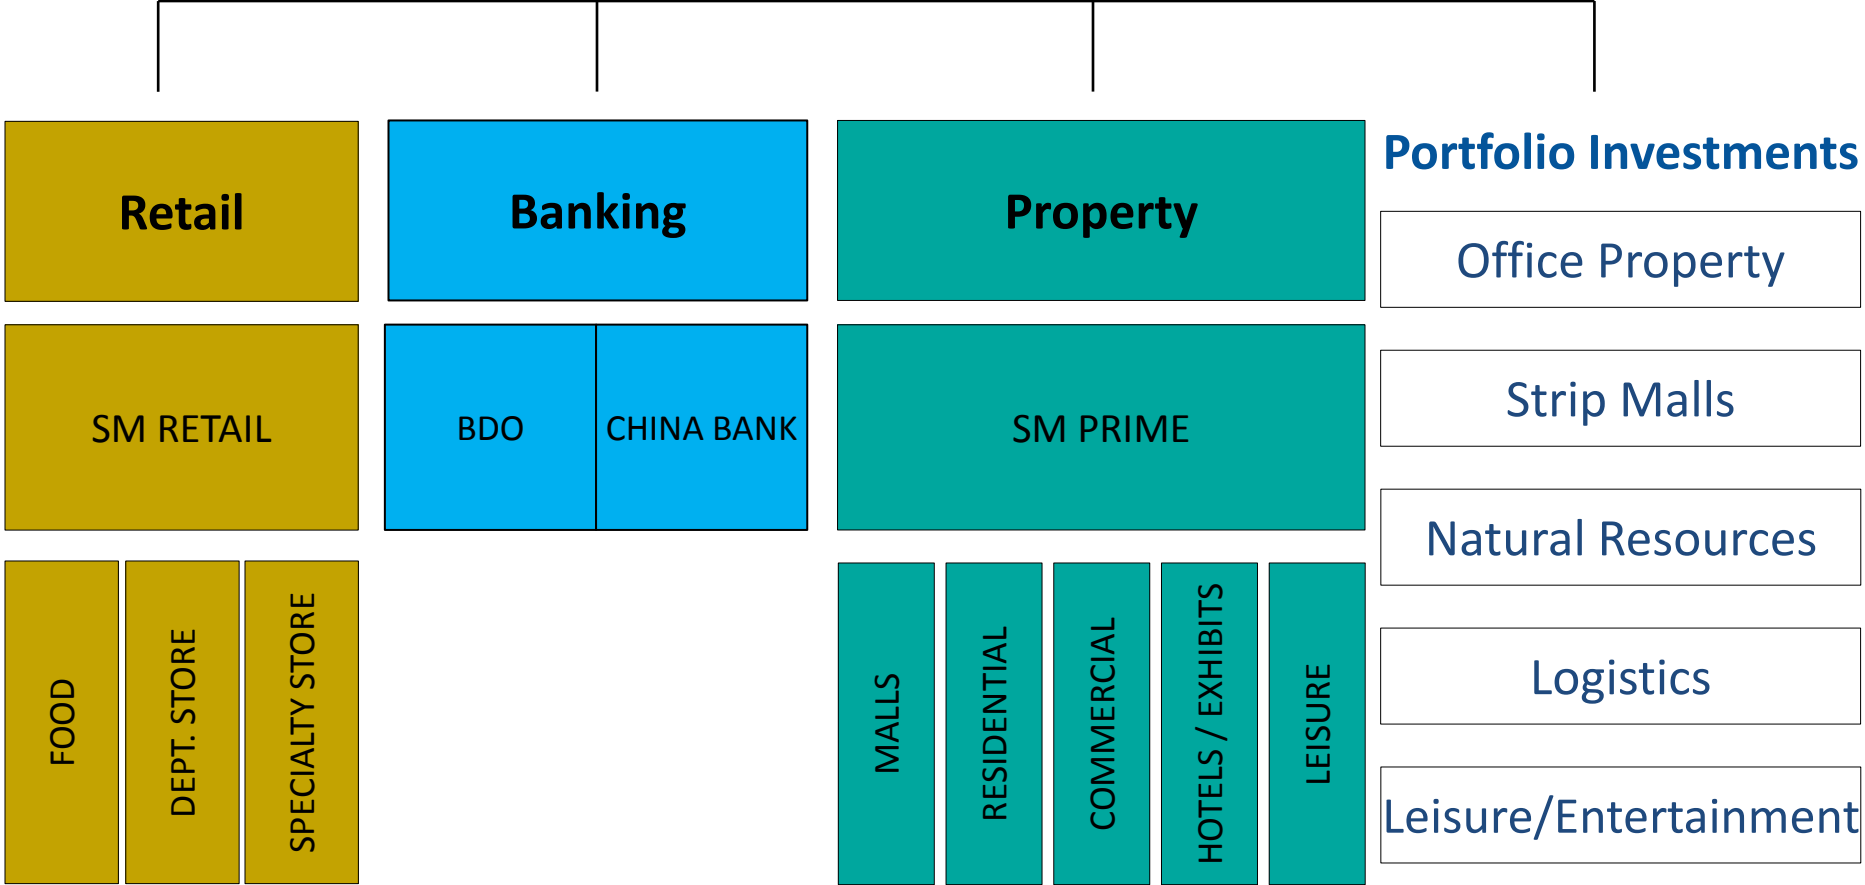 Retail
Banking
Property
Portfolio Investments
SM RETAIL
BDO
CHINA BANK
SM PRIME
FOOD
DEPT. STORE
SPECIALTY STORE
MALLS
RESIDENTIAL
COMMERCIAL
HOTELS / EXHIBITS
LEISURE
Office Property
Strip Malls
Natural Resources
Logistics
Leisure/Entertainment